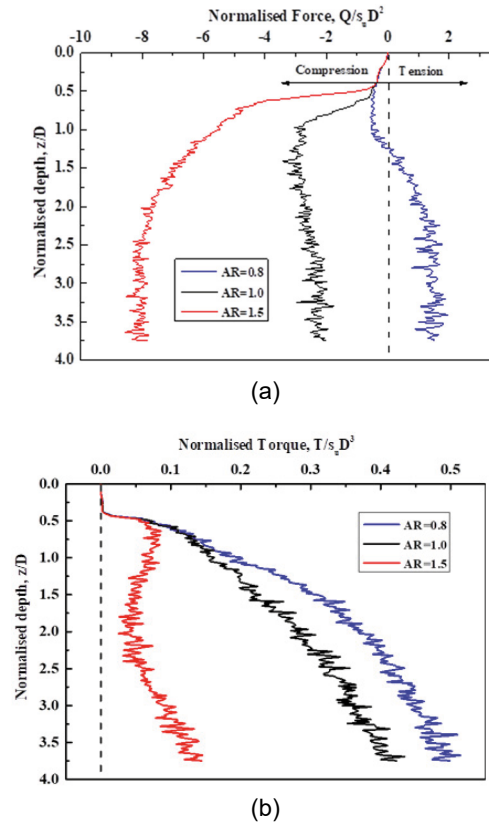 Normalised Force, Q/suD²
-10 -8 -6 -4 -2 0 2
0.0
Compression Tension
0.5
1.0
1.5
2.0
2.5
3.0
3.5
4.0
Normalised depth, z/D
AR=0.8
AR=1.0
AR=1.5
(a)
Normalised Torque, T/suD³
0.0 0.1 0.2 0.3 0.4 0.5
0.0
0.5
1.0
1.5
2.0
2.5
3.0
3.5
4.0
Normalised depth, z/D
AR=0.8
AR=1.0
AR=1.5
(b)